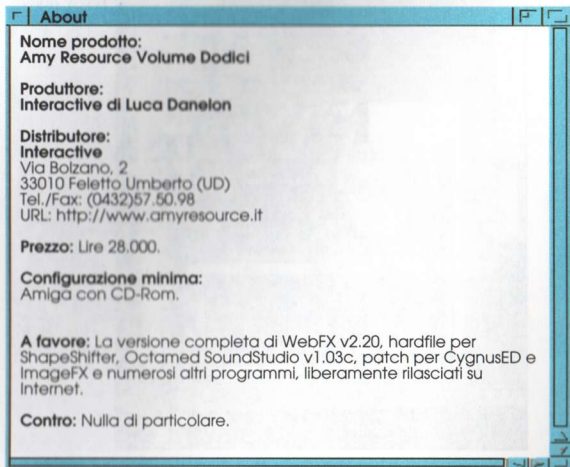 About
Nome prodotto:
Amy Resource Volume Dodici
Produttore:
Interactive di Luca Danelon
Distributore:
Interactive
Via Bolzano, 2
33010 Feletto Umberto (UD)
Tel./Fax: (0432)57.50.98
URL: http://www.amyresource.it
Prezzo: Lire 28.000.
Configurazione minima:
Amiga con CD-Rom.
A favore: La versione completa di WebFX v2.20, hardfile per
ShapeShifter, Octamed SoundStudio v1.03c, patch per CygnusED e
ImageFX e numerosi altri programmi, liberamente rilasciati su
Internet.
Contro: Nulla di particolare.